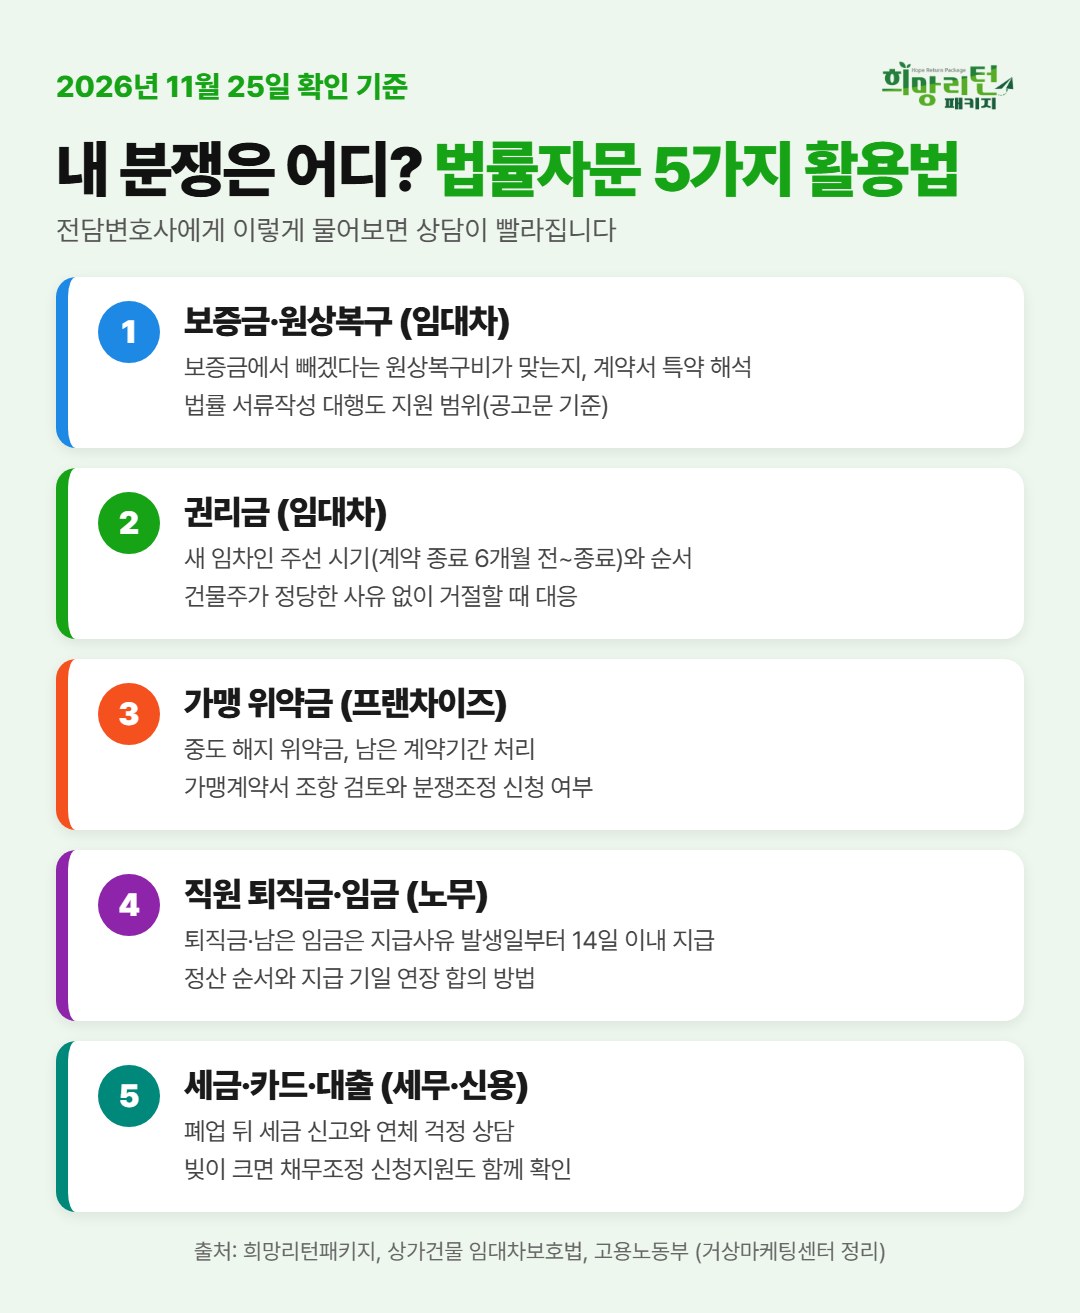 2026년 11월 25일 확인 기준
Hope Return Package
희망리턴
패키지
내 분쟁은 어디? 법률자문 5가지 활용법
전담변호사에게 이렇게 물어보면 상담이 빨라집니다
1
보증금·원상복구 (임대차)
보증금에서 빼겠다는 원상복구비가 맞는지, 계약서 특약 해석
법률 서류작성 대행도 지원 범위(공고문 기준)
2
권리금 (임대차)
새 임차인 주선 시기(계약 종료 6개월 전~종료)와 순서
건물주가 정당한 사유 없이 거절할 때 대응
3
가맹 위약금 (프랜차이즈)
중도 해지 위약금, 남은 계약기간 처리
가맹계약서 조항 검토와 분쟁조정 신청 여부
4
직원 퇴직금·임금 (노무)
퇴직금·남은 임금은 지급사유 발생일부터 14일 이내 지급
정산 순서와 지급 기일 연장 합의 방법
5
세금·카드·대출 (세무·신용)
폐업 뒤 세금 신고와 연체 걱정 상담
빚이 크면 채무조정 신청지원도 함께 확인
출처: 희망리턴패키지, 상가건물 임대차보호법, 고용노동부 (거상마케팅센터 정리)